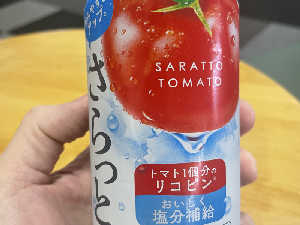 SARATTO
TOMATO
さらっと
トマト1個分の
リコピン
おいしく
塩分補給